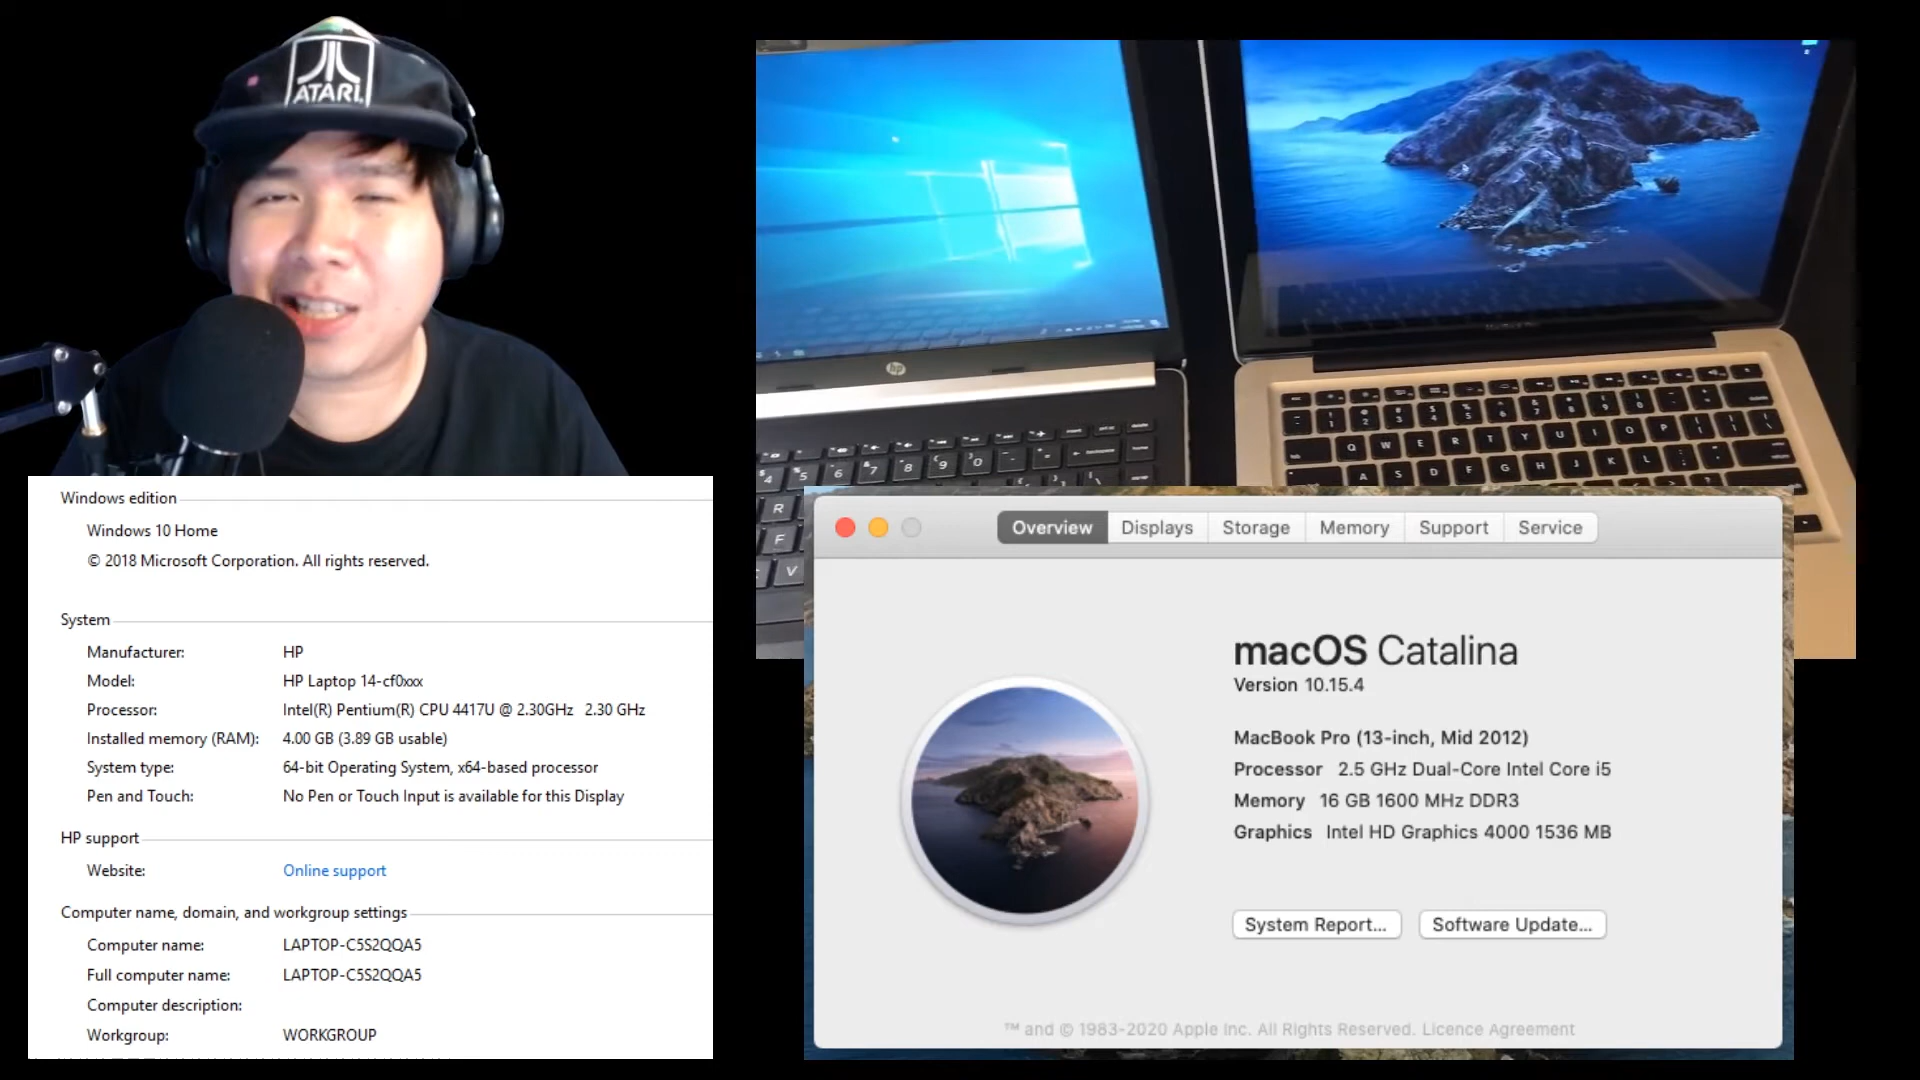 ATARI
hp
Windows edition
Windows 10 Home
© 2018 Microsoft Corporation. All rights reserved.
System
Manufacturer: HP
Model: HP Laptop 14-cf0xxx
Processor: Intel(R) Pentium(R) CPU 4417U @ 2.30GHz 2.30 GHz
Installed memory (RAM): 4.00 GB (3.89 GB usable)
System type: 64-bit Operating System, x64-based processor
Pen and Touch: No Pen or Touch Input is available for this Display
HP support
Website: Online support
Computer name, domain, and workgroup settings
Computer name: LAPTOP-C5S2QQA5
Full computer name: LAPTOP-C5S2QQA5
Computer description:
Workgroup: WORKGROUP
Overview Displays Storage Memory Support Service
macOS Catalina
Version 10.15.4
MacBook Pro (13-inch, Mid 2012)
Processor 2.5 GHz Dual-Core Intel Core i5
Memory 16 GB 1600 MHz DDR3
Graphics Intel HD Graphics 4000 1536 MB
System Report... Software Update...
™ and © 1983-2020 Apple Inc. All Rights Reserved. Licence Agreement